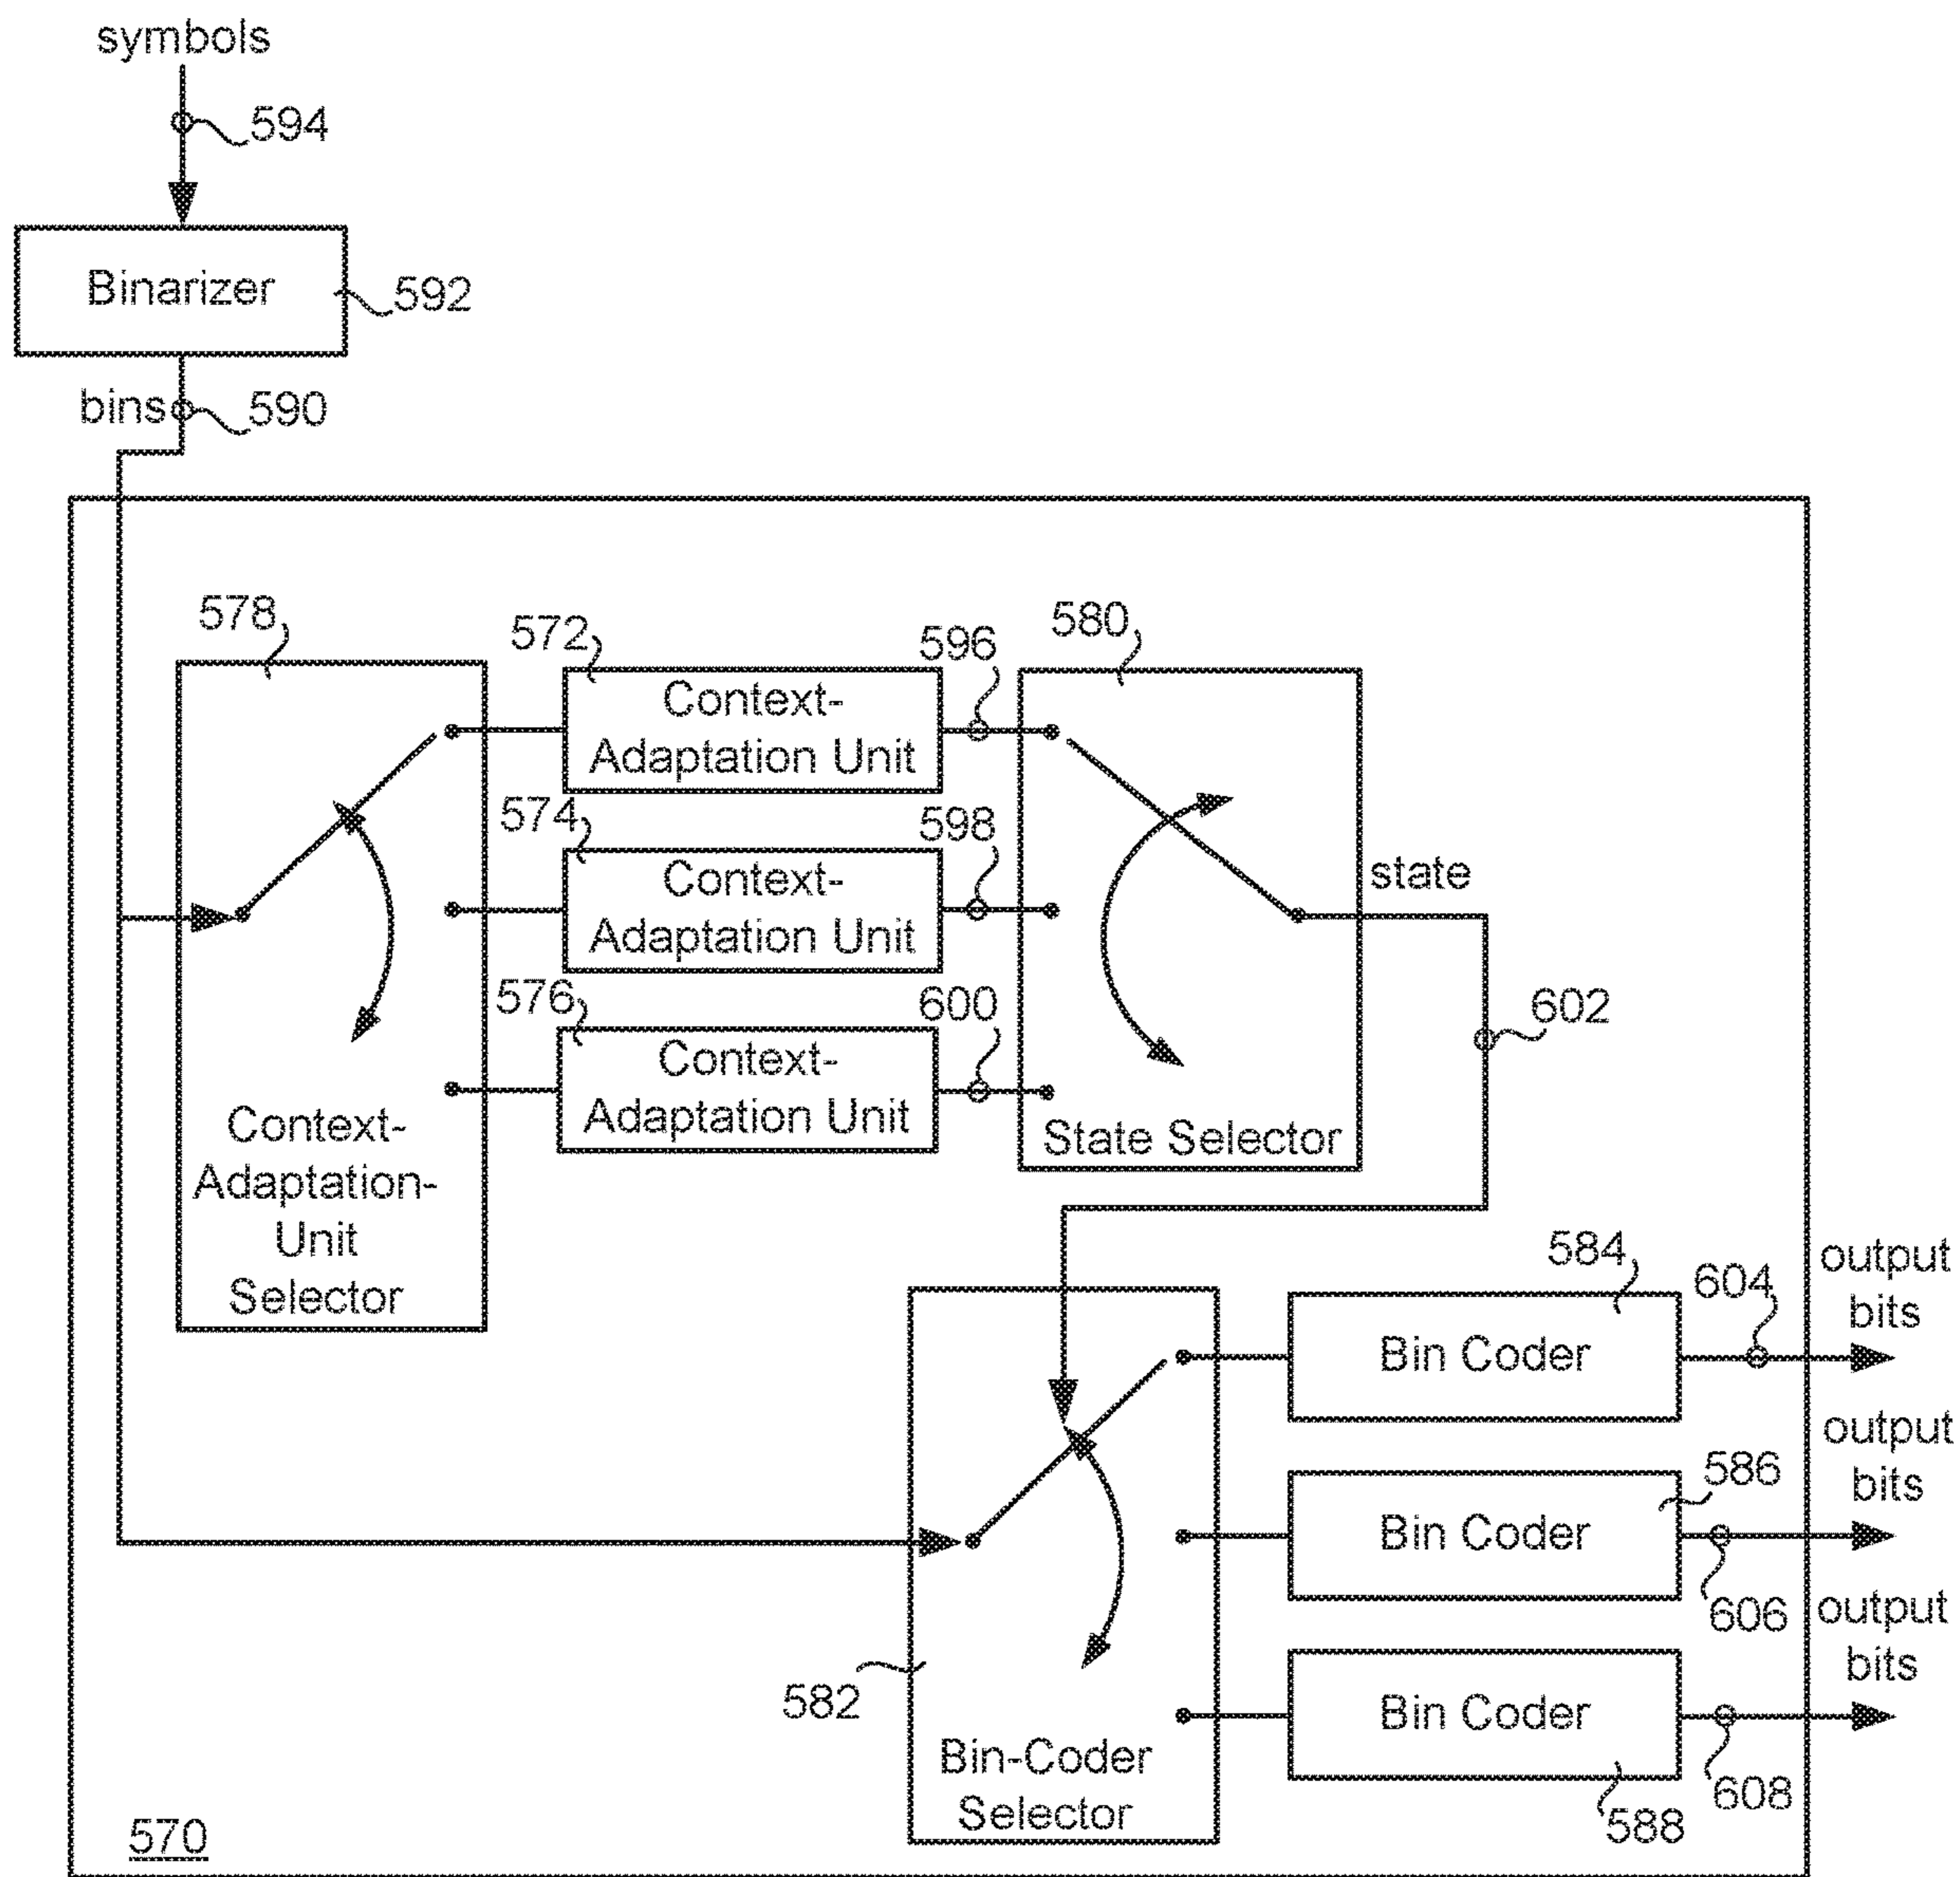 symbols
594
Binarizer
592
bins
590
578
572
596
580
Context-
Adaptation Unit
574
598
Context-
Adaptation Unit
state
576
600
602
Context-
Adaptation Unit
Context-
Adaptation-
Unit
Selector
State Selector
584
604
output
bits
Bin Coder
586
output
bits
Bin Coder
606
output
bits
582
Bin Coder
Bin-Coder
Selector
608
588
570